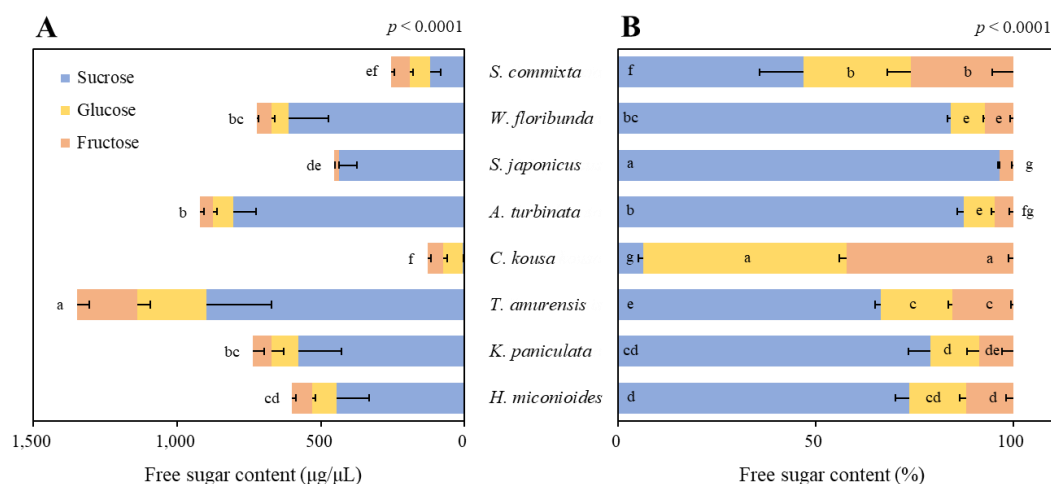 A
p < 0.0001
B
p < 0.0001
Sucrose
Glucose
Fructose
ef
S. commixta
f
b
b
bc
W. floribunda
bc
e
e
de
S. japonicus
a
g
b
A. turbinata
b
e
fg
f
C. kousa
g
a
a
a
T. amurensis
e
c
c
bc
K. paniculata
cd
d
de
cd
H. miconioides
d
cd
d
1,500
1,000
500
0
0
50
100
Free sugar content (μg/μL)
Free sugar content (%)